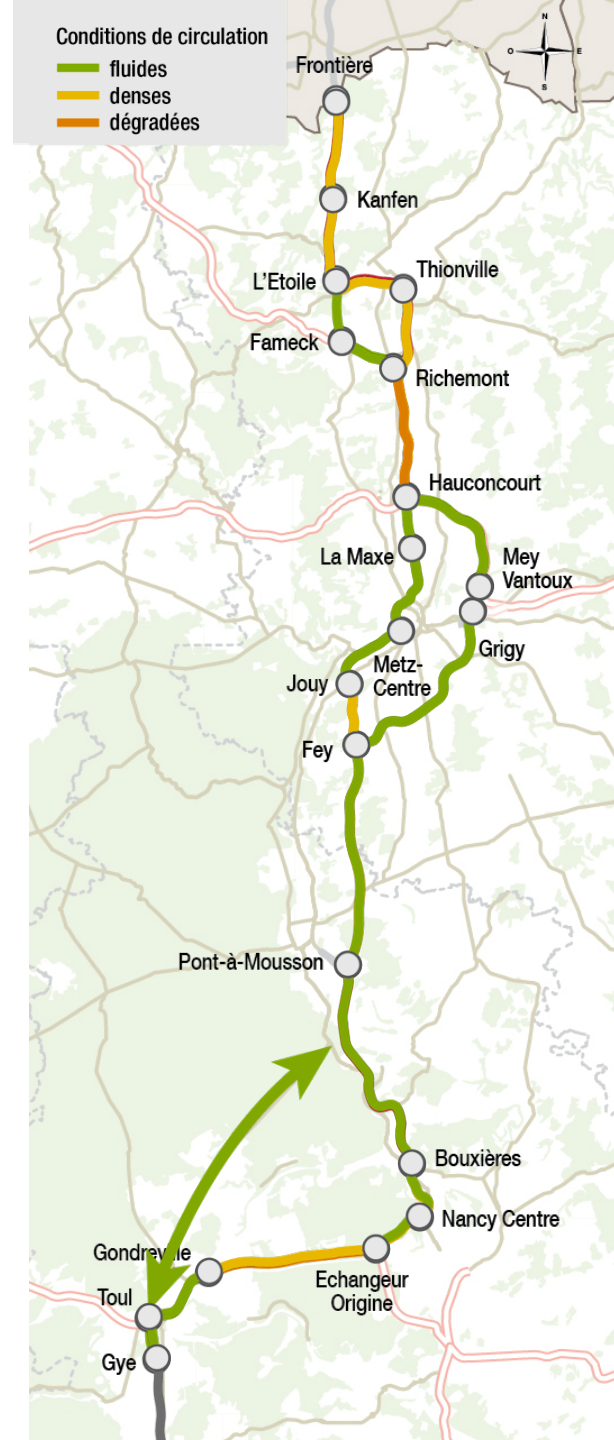 Conditions de circulation
fluides
denses
dégradées
N
O
E
S
Frontière
Kanfen
L'Etoile
Thionville
Fameck
Richemont
Hauconcourt
La Maxe
Mey
Vantoux
Grigy
Metz-
Centre
Jouy
Fey
Pont-à-Mousson
Bouxières
Nancy Centre
Gondreville
Echangeur
Origine
Toul
Gye